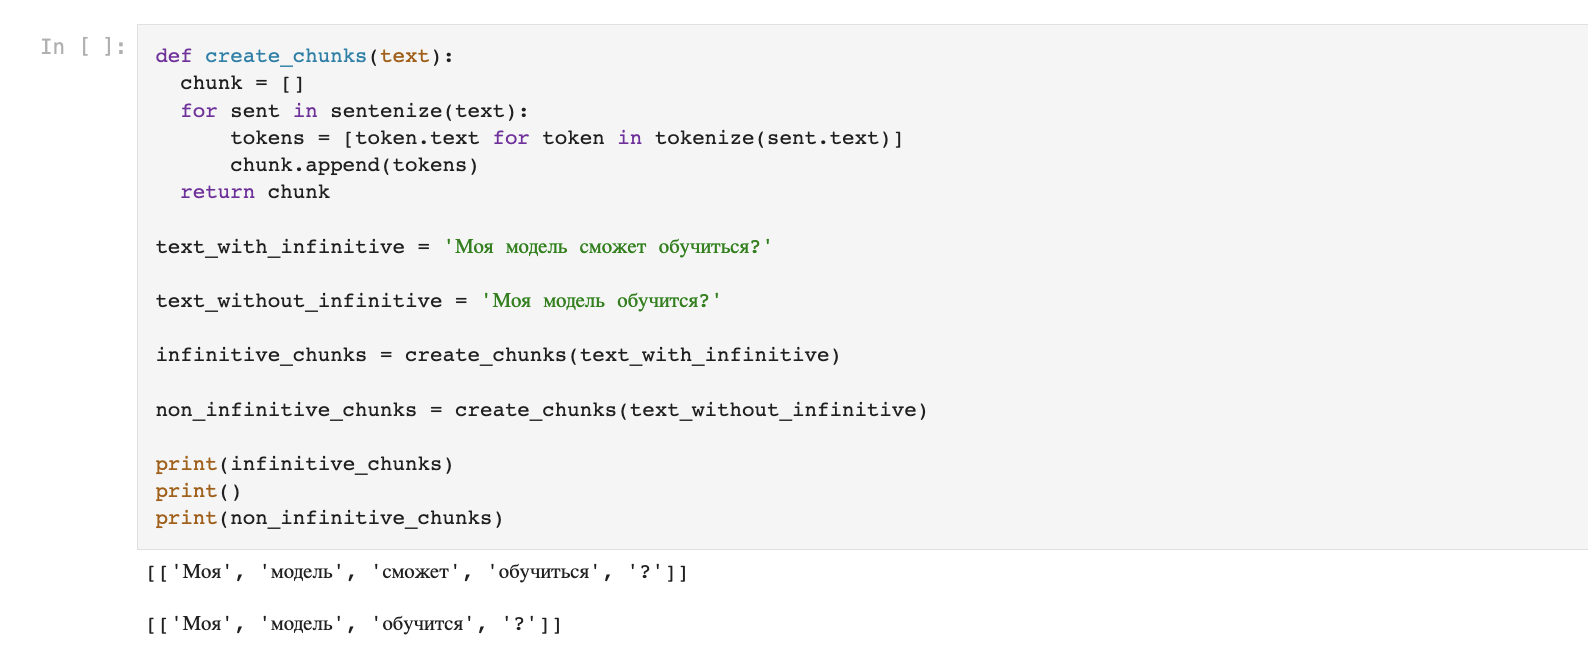 In [ ]:
def create_chunks(text):
  chunk = []
  for sent in sentenize(text):
      tokens = [token.text for token in tokenize(sent.text)]
      chunk.append(tokens)
  return chunk
text_with_infinitive = 'Моя модель сможет обучиться?'
text_without_infinitive = 'Моя модель обучится?'
infinitive_chunks = create_chunks(text_with_infinitive)
non_infinitive_chunks = create_chunks(text_without_infinitive)
print(infinitive_chunks)
print()
print(non_infinitive_chunks)
[['Моя', 'модель', 'сможет', 'обучиться', '?']]
[['Моя', 'модель', 'обучится', '?']]